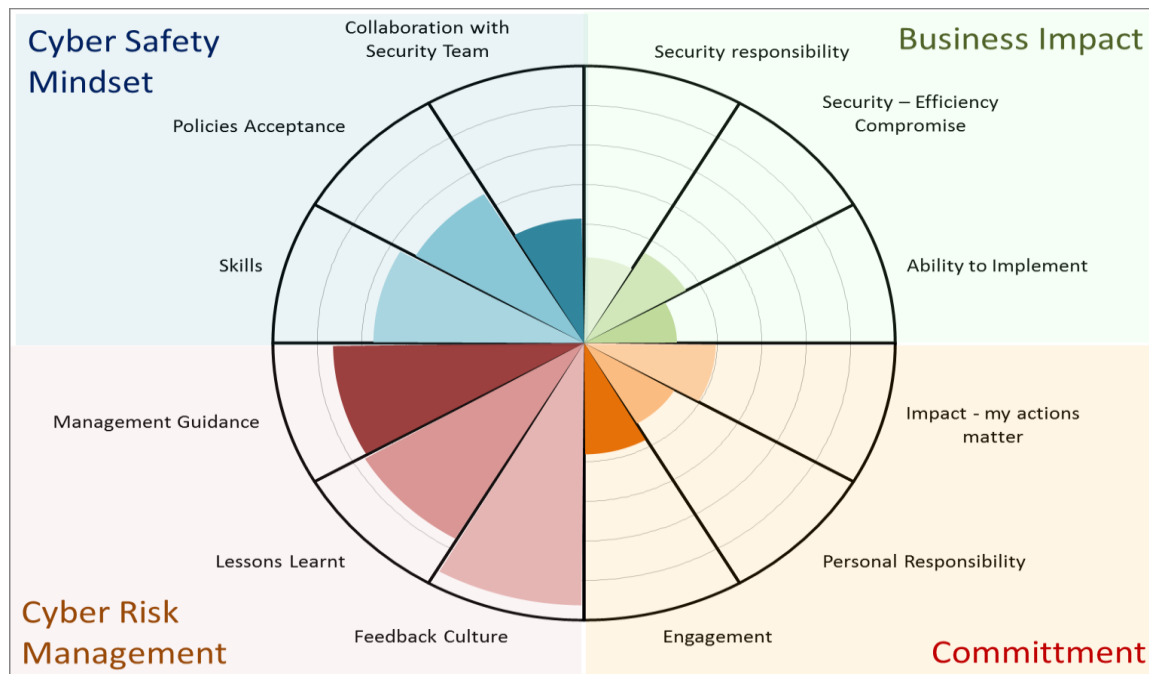 Cyber Safety
Mindset
Collaboration with
Security Team
Policies Acceptance
Skills
Security responsibility
Business Impact
Security – Efficiency
Compromise
Ability to Implement
Management Guidance
Lessons Learnt
Feedback Culture
Cyber Risk
Management
Impact - my actions
matter
Personal Responsibility
Engagement
Committment